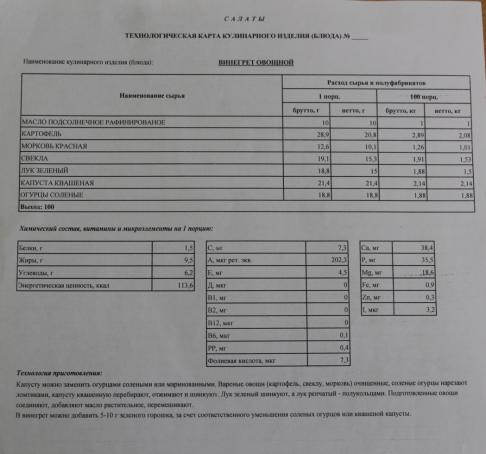 САЛАТЫ
ТЕХНОЛОГИЧЕСКАЯ КАРТА КУЛИНАРНОГО ИЗДЕЛИЯ (БЛЮДА) № _____
Наименование кулинарного изделия (блюда): ВИНЕГРЕТ ОВОЩНОЙ
Наименование сырья Расход сырья и полуфабрикатов
1 порц. 100 порц.
брутто, г нетто, г брутто, кг нетто, кг
МАСЛО ПОДСОЛНЕЧНОЕ РАФИНИРОВАНОЕ 10 10 1 1
КАРТОФЕЛЬ 28,9 20,8 2,89 2,08
МОРКОВЬ КРАСНАЯ 12,6 10,1 1,26 1,01
СВЕКЛА 19,1 15,3 1,91 1,53
ЛУК ЗЕЛЕНЫЙ 18,8 15 1,88 1,5
КАПУСТА КВАШЕНАЯ 21,4 21,4 2,14 2,14
ОГУРЦЫ СОЛЕНЫЕ 18,8 18,8 1,88 1,88
Выход: 100
Химический состав, витамины и микроэлементы на 1 порцию:
Белки, г 1,5 С, мг 7,3 Ca, мг 38,4
Жиры, г 9,5 А, мкг рет. экв. 202,3 P, мг 35,5
Углеводы, г 6,2 Е, мг 4,5 Mg, мг 18,6
Энергетическая ценность, ккал 113,6 Д, мкг 0 Fe, мг 0,9
В1, мг 0 Zn, мг 0,3
В2, мг 0 I, мкг 3,2
В12, мкг 0
В6, мкг 0,1
РР, мг 0,4
Фолиевая кислота, мкг 7,3
Технология приготовления:
Капусту можно заменить огурцами солеными или маринованными. Вареные овощи (картофель, свеклу, морковь) очищенные, соленые огурцы нарезают
ломтиками, капусту квашенную перебирают, отжимают и шинкуют. Лук зеленый шинкуют, а лук репчатый - полукольцами. Подготовленные овощи
соединяют, добавляют масло растительное, перемешивают.
В винегрет можно добавить 5-10 г зеленого горошка, за счет соответственного уменьшения соленых огурцов или квашеной капусты.